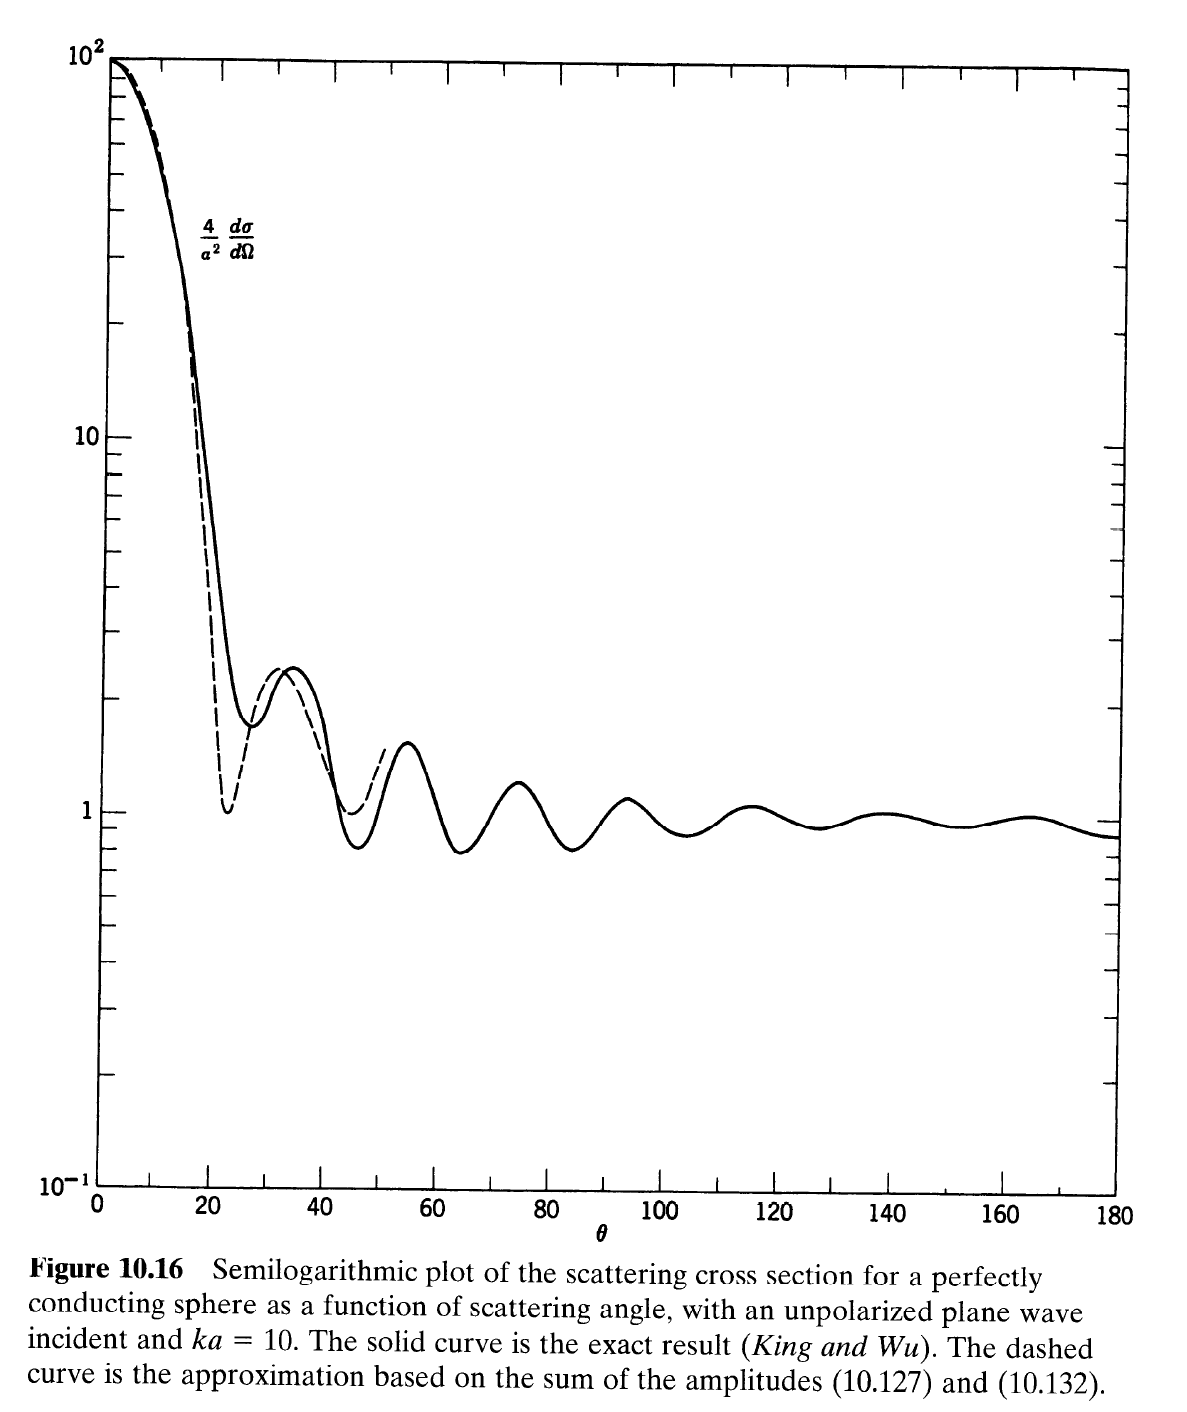 10²
4/a² dσ/dΩ
10
1
10⁻¹
0 20 40 60 80 100 120 140 160 180
θ
Figure 10.16 Semilogarithmic plot of the scattering cross section for a perfectly
conducting sphere as a function of scattering angle, with an unpolarized plane wave
incident and ka = 10. The solid curve is the exact result (King and Wu). The dashed
curve is the approximation based on the sum of the amplitudes (10.127) and (10.132).